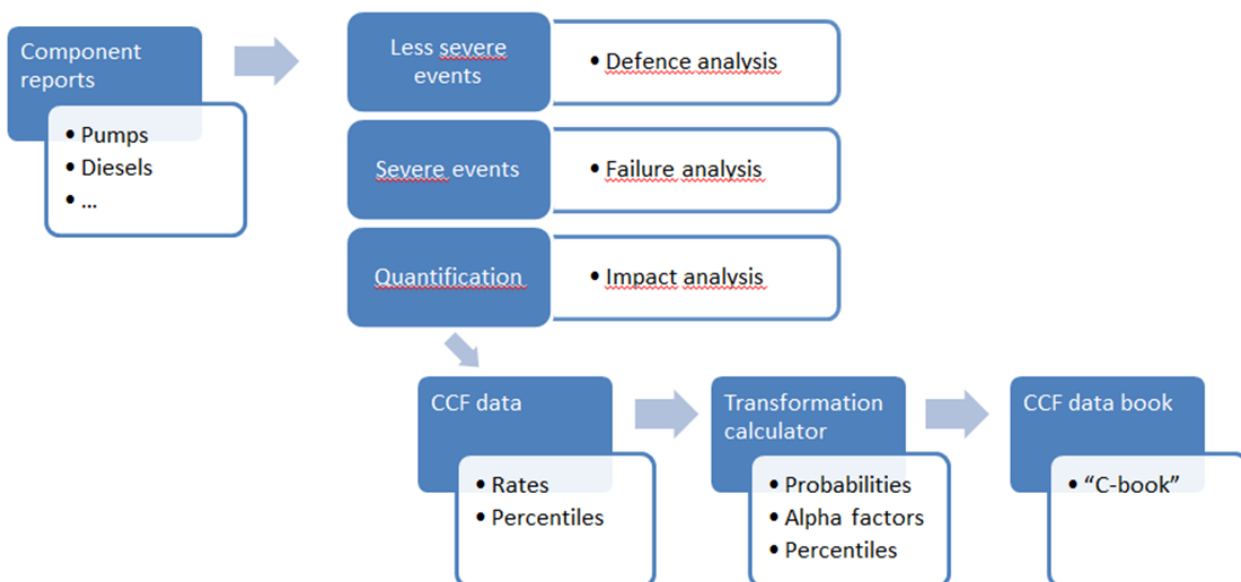 Component
reports
• Pumps
• Diesels
• ...
Less severe
events
• Defence analysis
Severe events
• Failure analysis
Quantification
• Impact analysis
CCF data
• Rates
• Percentiles
Transformation
calculator
• Probabilities
• Alpha factors
• Percentiles
CCF data book
• “C-book”